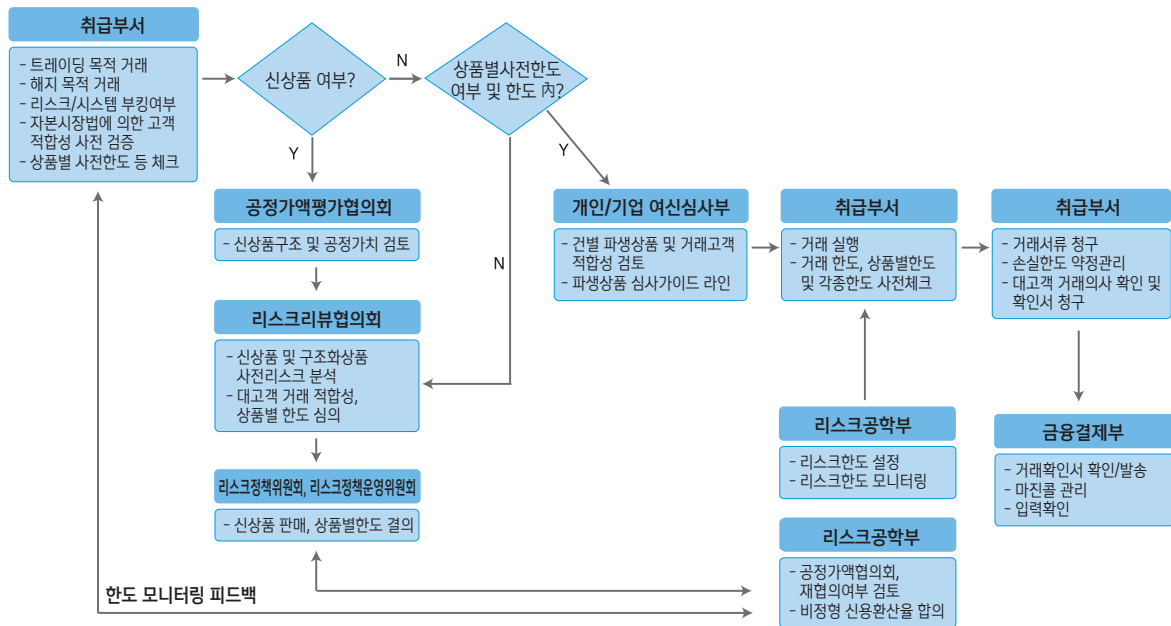 취급부서
- 트레이딩 목적 거래
- 해지 목적 거래
- 리스크/시스템 부킹여부
- 자본시장법에 의한 고객
적합성 사전 검증
- 상품별 사전한도 등 체크
신상품 여부?
N
상품별사전한도
여부 및 한도 內?
Y
Y
N
공정가액평가협의회
- 신상품구조 및 공정가치 검토
개인/기업 여신심사부
- 건별 파생상품 및 거래고객
적합성 검토
- 파생상품 심사가이드 라인
취급부서
- 거래 실행
- 거래 한도, 상품별한도
및 각종한도 사전체크
취급부서
- 거래서류 청구
- 손실한도 약정관리
- 대고객 거래의사 확인 및
확인서 청구
리스크리뷰협의회
- 신상품 및 구조화상품
사전리스크 분석
- 대고객 거래 적합성,
상품별 한도 심의
리스크공학부
- 리스크한도 설정
- 리스크한도 모니터링
금융결제부
- 거래확인서 확인/발송
- 마진콜 관리
- 입력확인
리스크정책위원회, 리스크정책운영위원회
- 신상품 판매, 상품별한도 결의
리스크공학부
- 공정가액협의회,
재협의여부 검토
- 비정형 신용환산율 합의
한도 모니터링 피드백